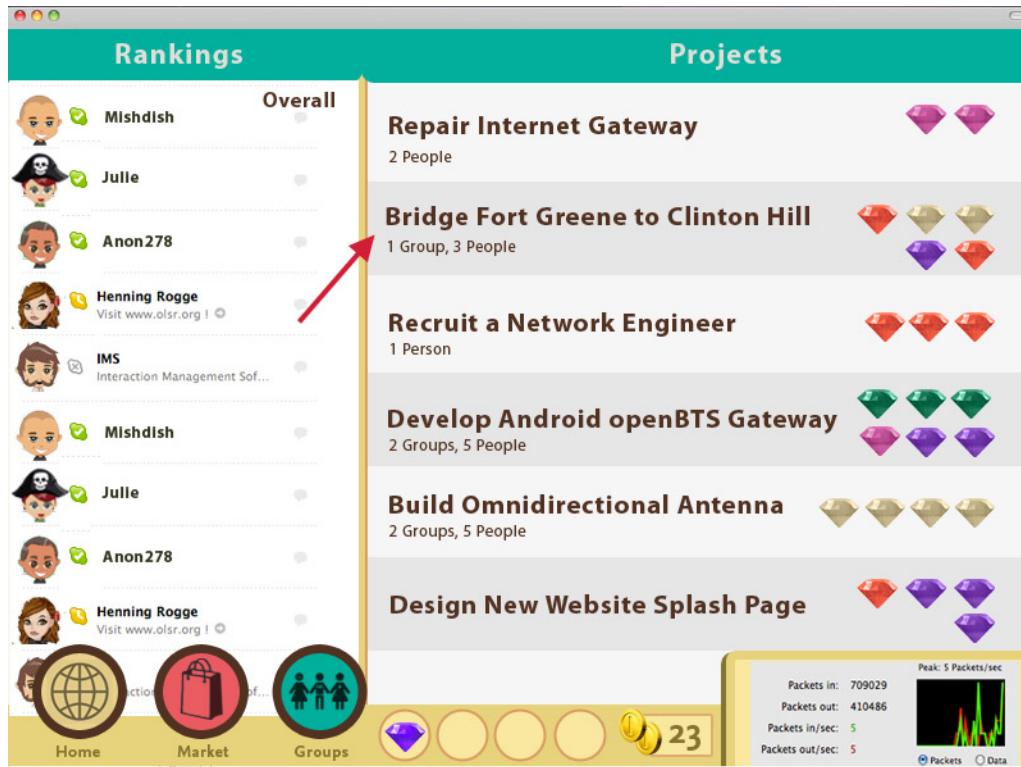 Rankings
Projects
Overall
Mishdish
Julie
Anon278
Henning Rogge
Visit www.olsr.org !
IMS
Interaction Management Sof...
Mishdish
Julie
Anon278
Henning Rogge
Visit www.olsr.org !
Repair Internet Gateway
2 People
Bridge Fort Greene to Clinton Hill
1 Group, 3 People
Recruit a Network Engineer
1 Person
Develop Android openBTS Gateway
2 Groups, 5 People
Build Omnidirectional Antenna
2 Groups, 5 People
Design New Website Splash Page
Home
Market
Groups
23
Peak: 5 Packets/sec
Packets in: 709029
Packets out: 410486
Packets in/sec: 5
Packets out/sec: 5
Packets Data